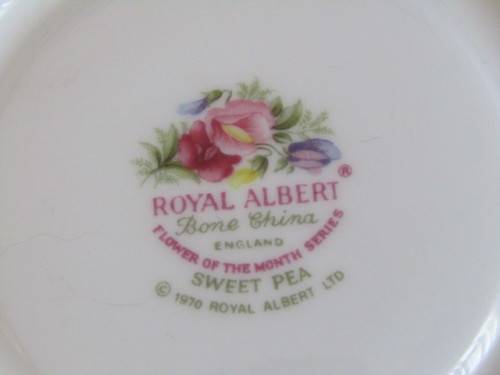 ROYAL ALBERT®
Bone China
ENGLAND
FLOWER OF THE MONTH SERIES
SWEET PEA
© 1970 ROYAL ALBERT LTD